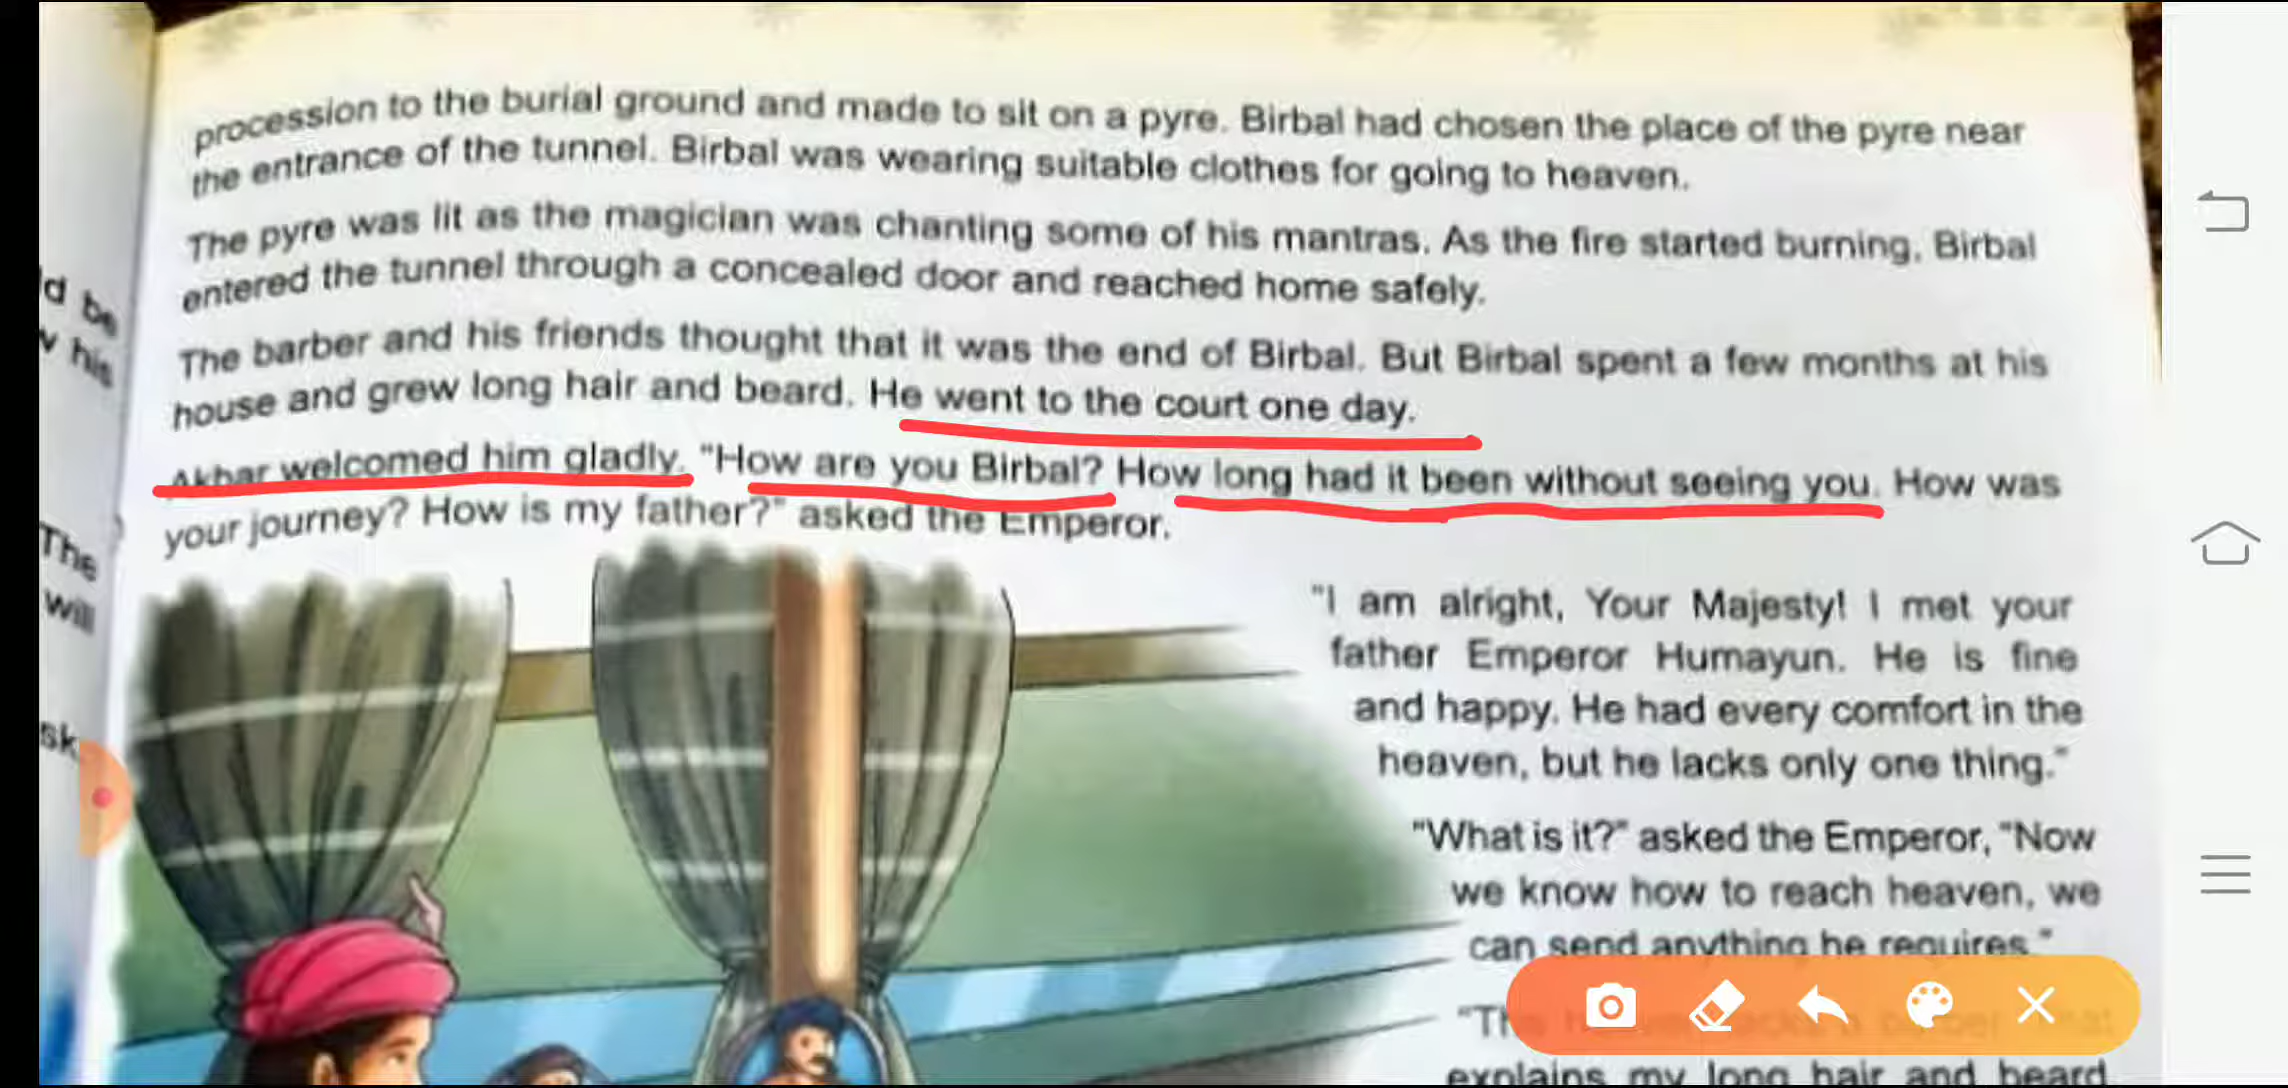 procession to the burial ground and made to sit on a pyre. Birbal had chosen the place of the pyre near
the entrance of the tunnel. Birbal was wearing suitable clothes for going to heaven.
The pyre was lit as the magician was chanting some of his mantras. As the fire started burning, Birbal
entered the tunnel through a concealed door and reached home safely.
The barber and his friends thought that it was the end of Birbal. But Birbal spent a few months at his
house and grew long hair and beard. He went to the court one day.
Akbar welcomed him gladly. "How are you Birbal? How long had it been without seeing you. How was
your journey? How is my father?" asked the Emperor.
"I am alright, Your Majesty! I met your
father Emperor Humayun. He is fine
and happy. He had every comfort in the
heaven, but he lacks only one thing."
"What is it?" asked the Emperor, "Now
we know how to reach heaven, we
can send anything he requires."
explains my long hair and beard
d be
his
The
will
sk